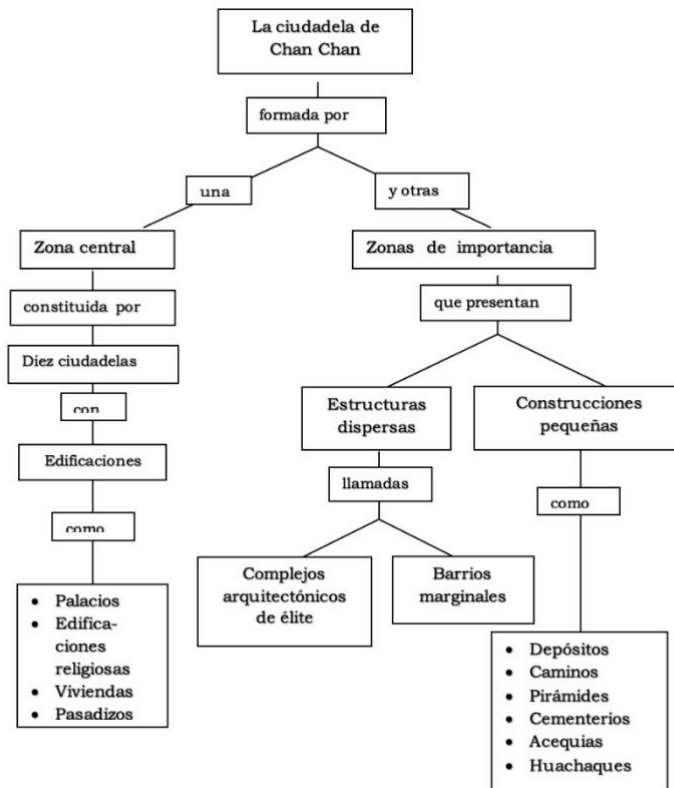 La ciudadela de
Chan Chan
formada por
una
y otras
Zona central
Zonas de importancia
constituida por
que presentan
Diez ciudadelas
Estructuras
dispersas
Construcciones
pequeñas
con
Edificaciones
llamadas
como
como
Complejos
arquitectónicos
de élite
Barrios
marginales
• Palacios
• Edifica-
ciones
religiosas
• Viviendas
• Pasadizos
• Depósitos
• Caminos
• Pirámides
• Cementerios
• Acequias
• Huachaques